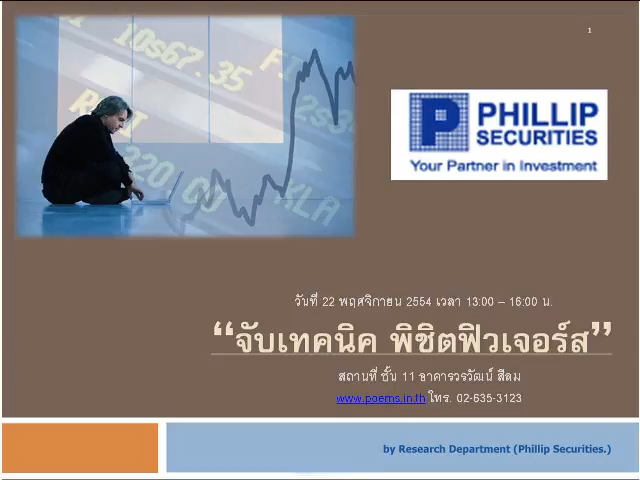 1
10s67.35
PHILLIP
SECURITIES
Your Partner in Investment
วันที่ 22 พฤศจิกายน 2554 เวลา 13:00 – 16:00 น.
“จับเทคนิค พิชิตฟิวเจอร์ส”
สถานที่ ชั้น 11 อาคารวรวัฒน์ สีลม
www.poems.in.th โทร. 02-635-3123
by Research Department (Phillip Securities.)